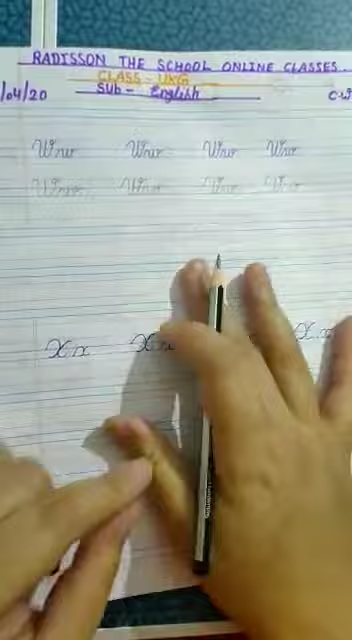 RADISSON THE SCHOOL ONLINE CLASSES
CLASS - UKG
/04/20 Sub - English C.W
Ww Ww Ww Ww
Ww Ww Ww Ww
Xx Xx Xx